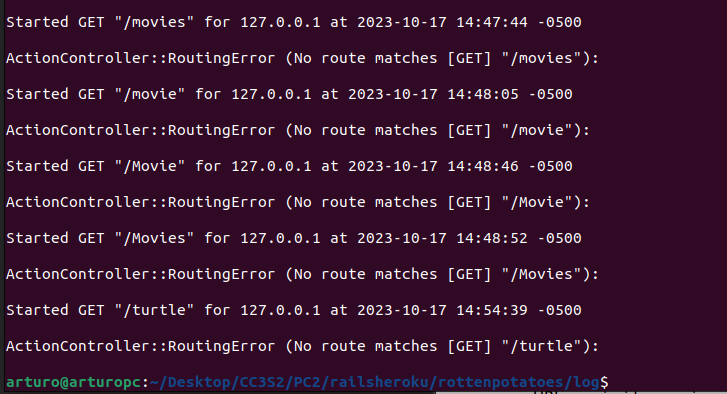 Started GET "/movies" for 127.0.0.1 at 2023-10-17 14:47:44 -0500
ActionController::RoutingError (No route matches [GET] "/movies"):
Started GET "/movie" for 127.0.0.1 at 2023-10-17 14:48:05 -0500
ActionController::RoutingError (No route matches [GET] "/movie"):
Started GET "/Movie" for 127.0.0.1 at 2023-10-17 14:48:46 -0500
ActionController::RoutingError (No route matches [GET] "/Movie"):
Started GET "/Movies" for 127.0.0.1 at 2023-10-17 14:48:52 -0500
ActionController::RoutingError (No route matches [GET] "/Movies"):
Started GET "/turtle" for 127.0.0.1 at 2023-10-17 14:54:39 -0500
ActionController::RoutingError (No route matches [GET] "/turtle"):
arturo@arturopc:~/Desktop/CC3S2/PC2/railsheroku/rottenpotatoes/log$